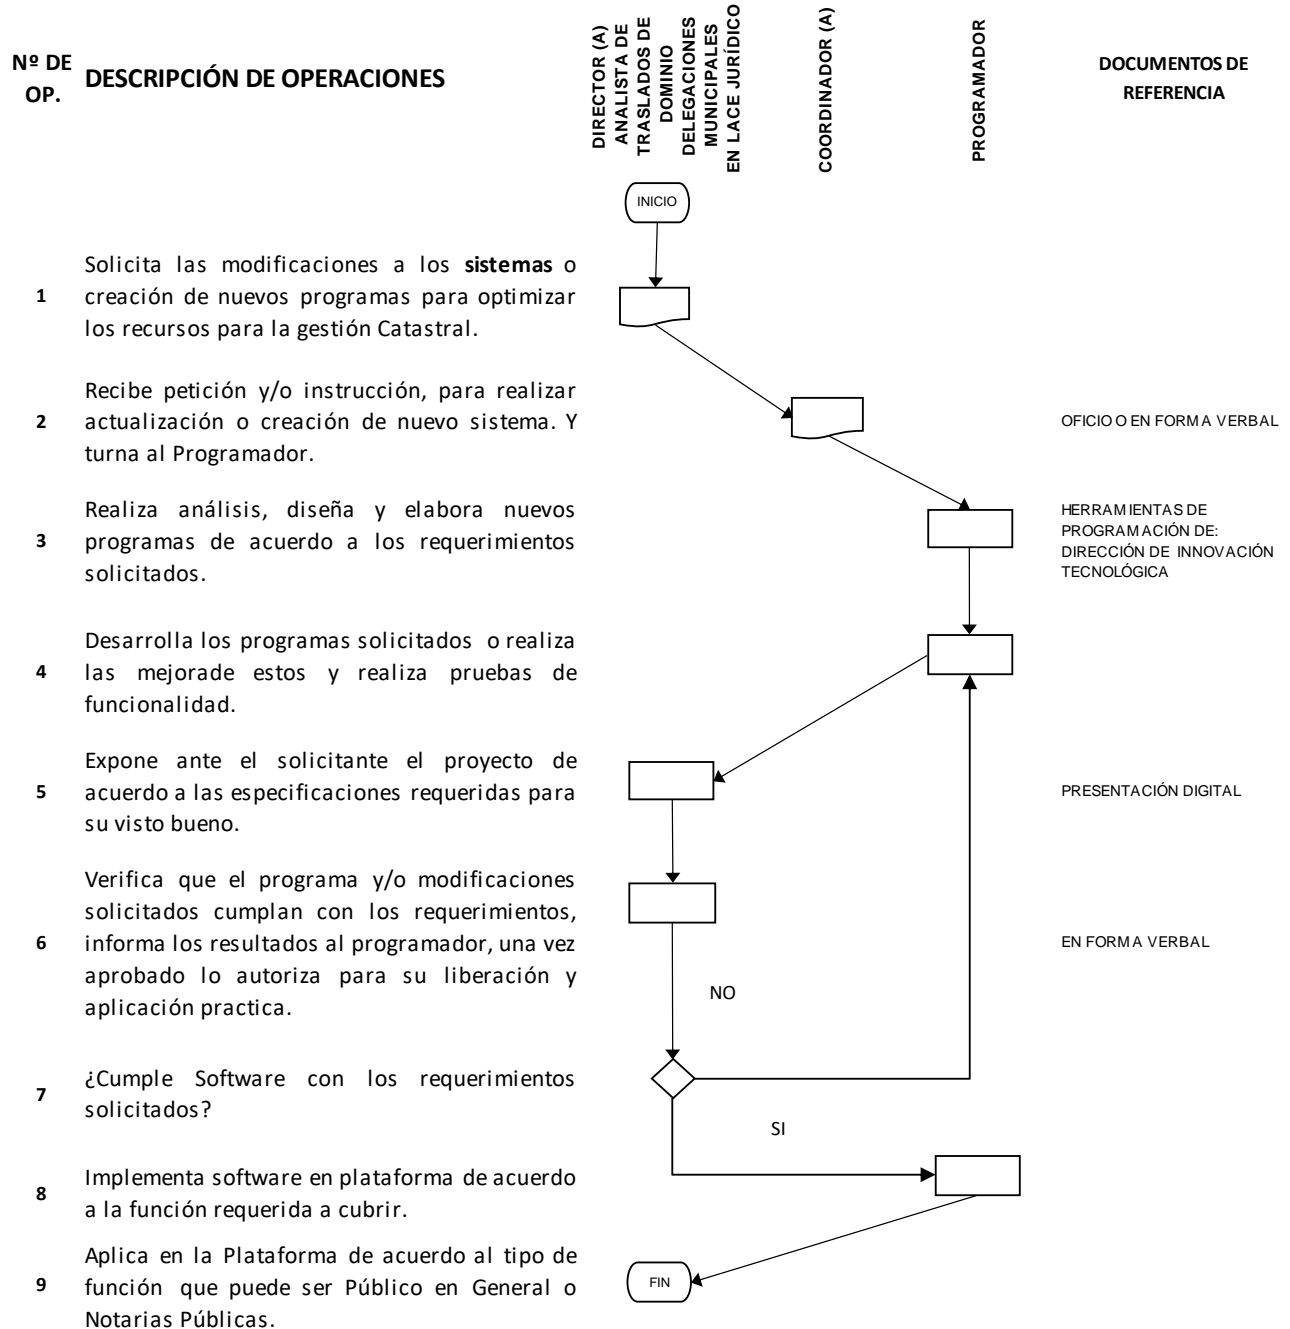 Nº DE
OP.
DESCRIPCIÓN DE OPERACIONES
DIRECTOR (A)
ANALISTA DE
TRASLADOS DE
DOMINIO
DELEGACIONES
MUNICIPALES
EN LACE JURÍDICO
COORDINADOR (A)
PROGRAMADOR
DOCUMENTOS DE
REFERENCIA
INICIO
1
Solicita las modificaciones a los sistemas o
creación de nuevos programas para optimizar
los recursos para la gestión Catastral.
2
Recibe petición y/o instrucción, para realizar
actualización o creación de nuevo sistema. Y
turna al Programador.
OFICIO O EN FORMA VERBAL
3
Realiza análisis, diseña y elabora nuevos
programas de acuerdo a los requerimientos
solicitados.
HERRAMIENTAS DE
PROGRAMACIÓN DE:
DIRECCIÓN DE INNOVACIÓN
TECNOLÓGICA
4
Desarrolla los programas solicitados o realiza
las mejorade estos y realiza pruebas de
funcionalidad.
5
Expone ante el solicitante el proyecto de
acuerdo a las especificaciones requeridas para
su visto bueno.
PRESENTACIÓN DIGITAL
6
Verifica que el programa y/o modificaciones
solicitados cumplan con los requerimientos,
informa los resultados al programador, una vez
aprobado lo autoriza para su liberación y
aplicación practica.
EN FORMA VERBAL
NO
7
¿Cumple Software con los requerimientos
solicitados?
SI
8
Implementa software en plataforma de acuerdo
a la función requerida a cubrir.
9
Aplica en la Plataforma de acuerdo al tipo de
función que puede ser Público en General o
Notarias Públicas.
FIN